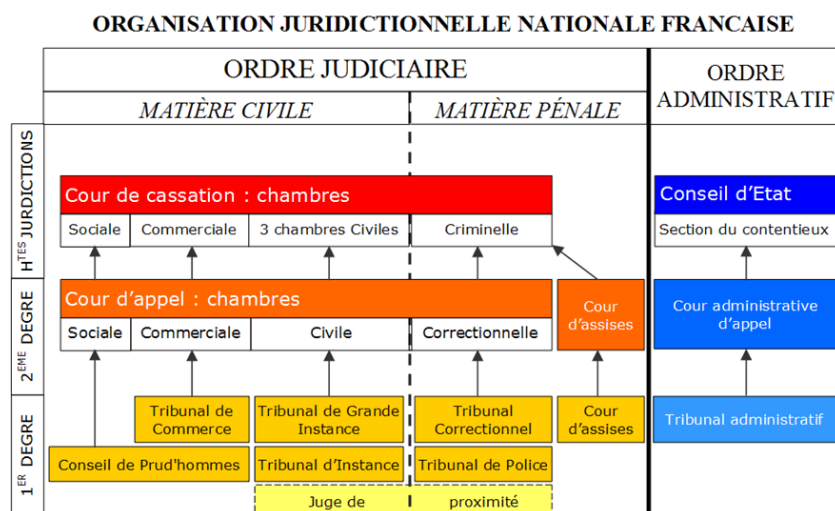 ORGANISATION JURIDICTIONNELLE NATIONALE FRANCAISE
ORDRE JUDICIAIRE
ORDRE
ADMINISTRATIF
MATIÈRE CIVILE
MATIÈRE PÉNALE
HTES JURDICTIONS
Cour de cassation : chambres
Conseil d'Etat
Sociale
Commerciale
3 chambres Civiles
Criminelle
Section du contentieux
2EME DEGRE
Cour d'appel : chambres
Cour
d'assises
Cour administrative
d'appel
Sociale
Commerciale
Civile
Correctionnelle
1ER DEGRE
Tribunal de
Commerce
Tribunal de Grande
Instance
Tribunal
Correctionnel
Cour
d'assises
Tribunal administratif
Conseil de Prud'hommes
Tribunal d'Instance
Tribunal de Police
Juge de proximité